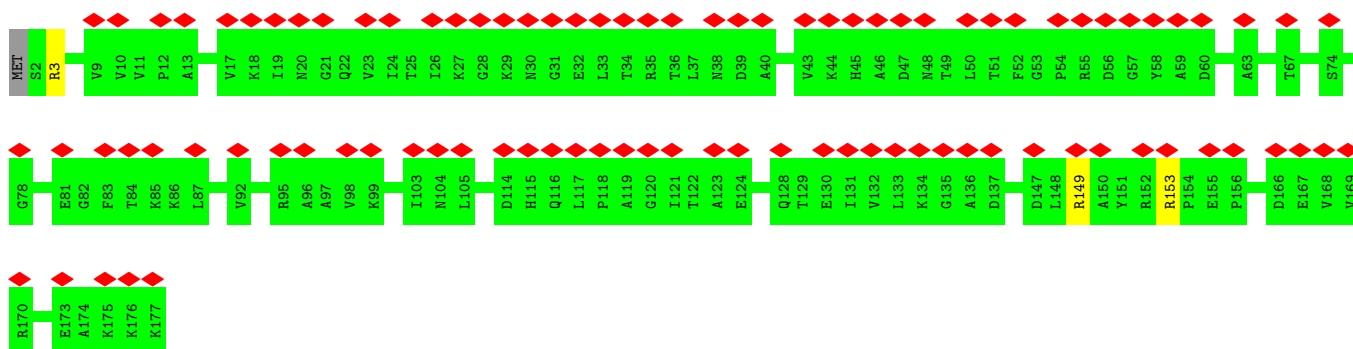 MET S2 R3 V9 V10 V11 P12 A13 V17 K18 I19 N20 G21 Q22 V23 I24 T25 I26 K27 G28 K29 N30 G31 E32 L33 T34 R35 T36 L37 N38 D39 A40 V43 K44 H45 A46 D47 N48 T49 L50 T51 F52 G53 P54 R55 D56 G57 Y58 A59 D60 A63 T67 S74
G78 E81 G82 F83 T84 K85 K86 L87 V92 R95 A96 A97 V98 K99 I103 N104 L105 D114 H115 Q116 L117 P118 A119 G120 I121 T122 A123 E124 Q128 T129 E130 I131 V132 L133 K134 G135 A136 D137 D147 L148 R149 A150 Y151 R152 R153 P154 E155 P156 D166 E167 V168
R170 E173 A174 K175 K176 K177